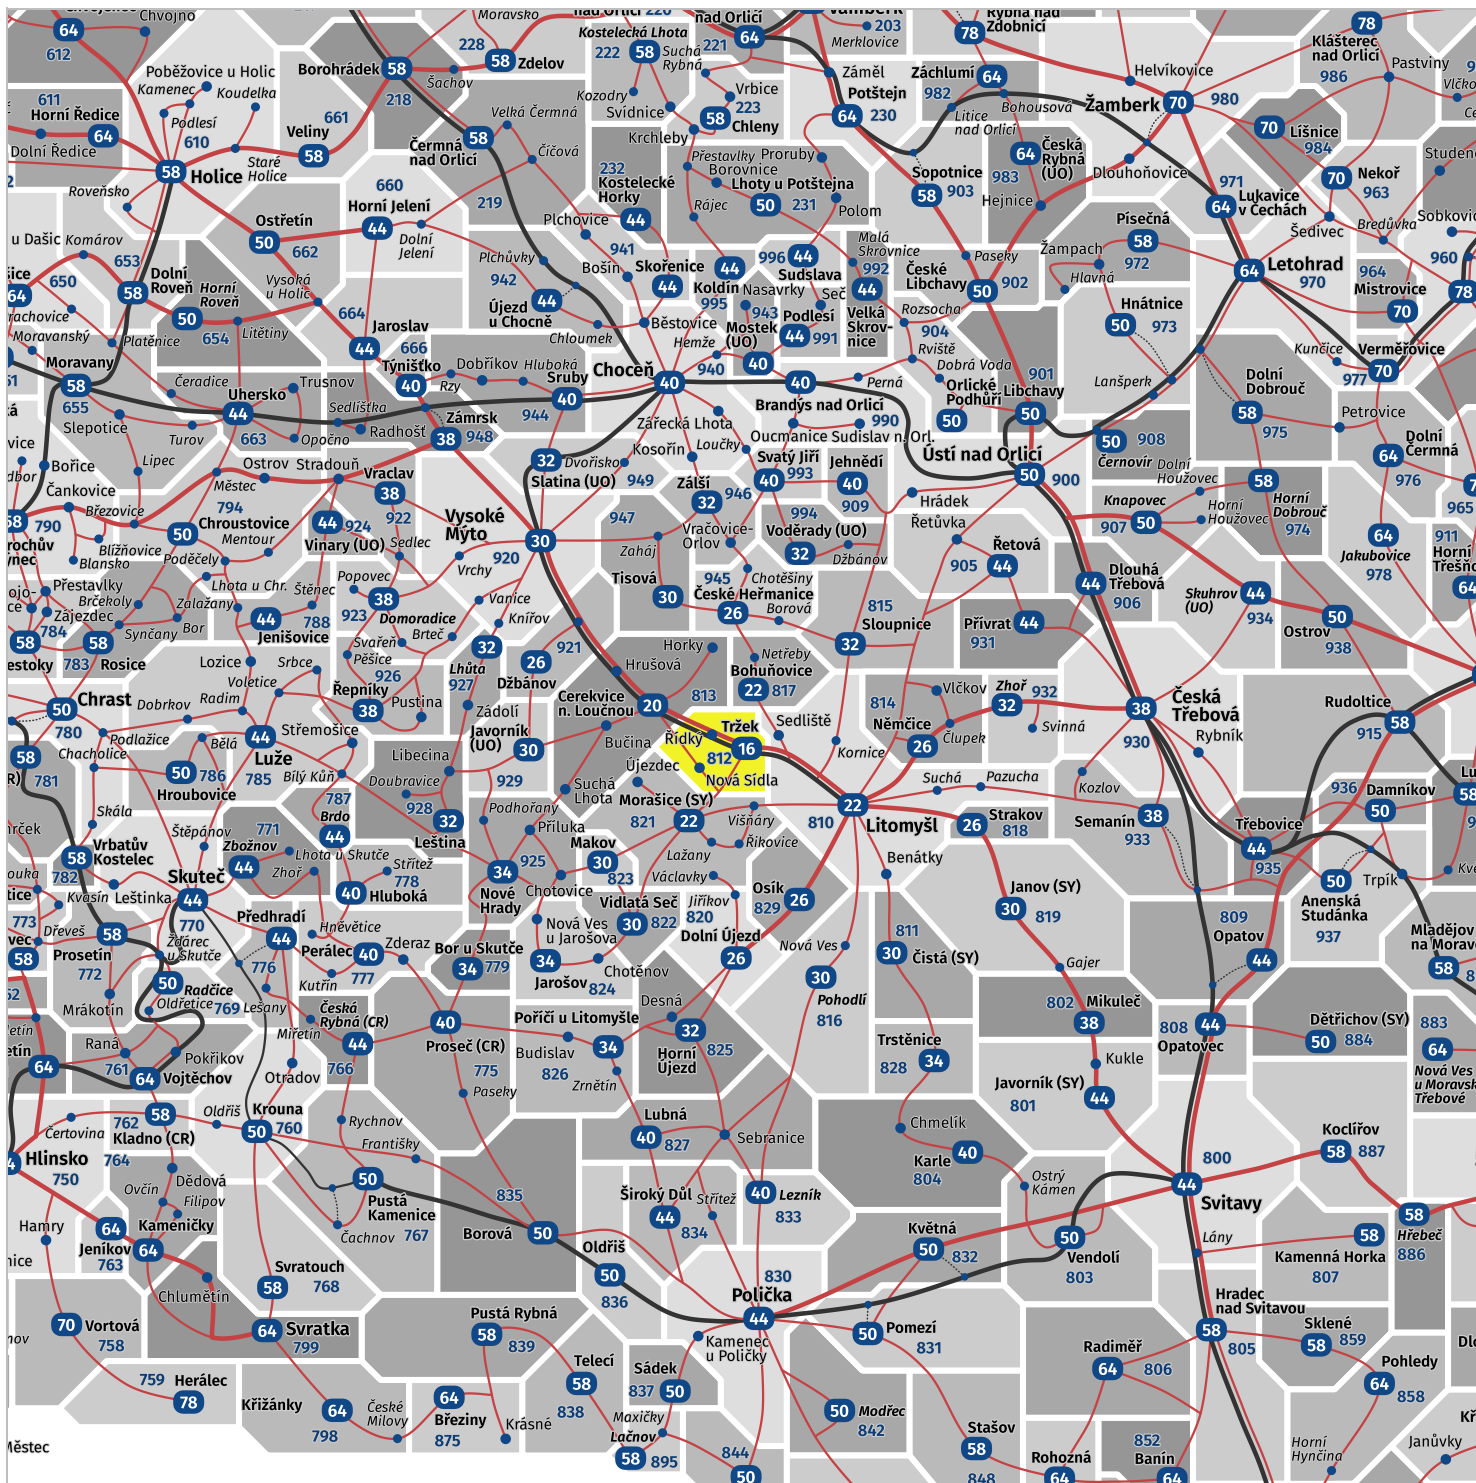 Chvojno
64
612
Moravsko
nad Orlicí 220
nad Orlicí
64
Vamberk
203
Merklovice
Rybná nad
Zdobnicí
78
78
Klášterec
nad Orlicí
986
Pastviny
Kostelecká Lhota
222
58
Suchá
Rybná
221
228
58
Zdelov
Borohrádek
58
Šachov
218
Poběžovice u Holic
Kamenec
Koudelka
Podlesí
610
611
Horní Ředice
64
Dolní Ředice
661
Veliny
58
Staré
Holice
58
Holice
Roveňsko
Velká Čermná
58
Čermná
nad Orlicí
Číčová
219
Kozodry
Svídnice
Vrbice
223
58
Chleny
Krchleby
Záměl
Potštejn
64
230
Záchlumí
64
982
Bohousová
Litice
nad Orlicí
Helvíkovice
Žamberk
70
980
70
Líšnice
984
70
Nekoř
963
64
Česká
Rybná
(UO)
983
Dlouhoňovice
Hejnice
Sopotnice
903
58
971
64
Lukavice
v Čechách
Šedivec
Bredůvka
Přestavlky
Borovnice
Proruby
Lhoty u Potštejna
50
231
Polom
Rájec
232
Kostelecké
Horky
44
Plchovice
941
Bošín
Skořenice
44
660
Horní Jelení
44
Dolní
Jelení
Ostřetín
50
662
Vysoká
u Holic
664
u Dašic
Komárov
653
58
Dolní
Roveň
650
64
Horní
Roveň
50
654
Litětiny
Platěnice
Moravanský
Moravany
58
655
Slepotice
Čeradice
Trusnov
Uhersko
44
663
Turov
Opočno
Sedlíštka
Radhošť
Jaroslav
666
44
Týnišťko
40
Rzy
Dobříkov
Hluboká
Sruby
40
944
Zámrsk
38
948
Plchůvky
942
Újezd
u Chocně
44
Chloumek
Běstovice
Hemže
940
Choceň
40
44
Koldín
995
996
44
Sudslava
Nasavrky
943
Seč
Podlesí
44
991
Mostek
(UO)
40
Malá
Skrovnice
992
44
Velká
Skrov-
nice
40
Brandýs nad Orlicí
Perná
990
Oucmanice
Sudislav n. Orl.
České
Libchavy
50
902
Paseky
Rozsocha
904
Rviště
Dobrá Voda
Orlické
Podhůří
50
901
Libchavy
50
Žampach
Hlavná
Písečná
58
972
Hnátnice
50
973
Lanšperk
64
Letohrad
970
964
Mistrovice
70
960
78
Kunčice
977
Verměřovice
70
Dolní
Dobrouč
58
975
Petrovice
Dolní
Čermná
64
976
Ústí nad Orlicí
50
900
50
908
Černovír
Dolní
Houžovec
Horní
Houžovec
Knapovec
907
50
58
Horní
Dobrouč
974
64
Jakubovice
978
965
911
Hrádek
Řetůvka
905
Řetová
44
Dlouhá
Třebová
44
906
Skuhrov
(UO)
44
934
50
Ostrov
938
Zářecká Lhota
Kosořín
Loučky
949
Dvořisko
32
Slatina (UO)
947
Zálší
32
946
Vračovice-
Orlov
Svatý Jiří
40
993
994
Voděrady (UO)
32
Jehnědí
40
909
Džbánov
Zaháj
Tisová
30
945
Chotěšiny
České Heřmanice
26
Borová
Bořice
Čankovice
Lipec
Ostrov
Městec
Stradouň
Vraclav
38
922
794
790
Březovice
Blížňovice
Blansko
50
Chroustovice
Mentour
Poděčely
44
924
Vinary (UO)
Sedlec
Vysoké
Mýto
30
920
Vrchy
Vanice
Knířov
Popovec
38
923
Domoradice
Brteč
Přestavlky
Brčekoly
Zájezdec
784
Zalažany
Lhota u Chr.
Štěnec
788
44
Jenišovice
Synčany
Bor
58
783
58
Rosice
Svařeň
Pěšice
926
Řepníky
38
Pustina
Lhůta
927
32
26
Džbánov
921
Zádolí
Javorník
(UO)
30
929
Horky
Hrušová
813
Cerekvice
n. Loučnou
20
Netřeby
Bohuňovice
22
817
Tržek
16
812
Řídký
Nová Sídla
Sedliště
Kornice
815
Sloupnice
32
Přívrat
44
931
814
Vlčkov
Němčice
26
Člupek
Zhoř
32
932
Svinná
38
930
Česká
Třebová
Rybník
Rudoltice
58
915
Chrast
50
780
Lozice
Voletice
Radim
Srbce
Dobrkov
Podlažice
Chacholice
58
781
Skála
Bělá
44
Luže
785
Střemošice
Bílý Kůň
50
786
Hroubovice
787
Brdo
44
Libecina
Doubravice
928
32
Leština
Bučina
Újezdec
Suchá
Lhota
Morašice (SY)
821
22
Višňáry
Řikovice
Lažany
810
22
Litomyšl
Benátky
Suchá
Pazucha
26
Strakov
818
Kozlov
Semanín
933
38
Třebovice
44
935
936
Damníkov
50
50
Trpík
Anenská
Studánka
937
Vrbatův
Kostelec
58
782
Kvasín
Leštinka
Štěpánov
771
Zbožnov
44
Zhoř
Lhota u Skutče
Střítež
778
40
Hluboká
Skuteč
44
770
Předhradí
44
776
Hněvětice
Perálec
40
777
Zderaz
Kutřín
Podhořany
Příluka
925
34
Nové
Hrady
Chotovice
Makov
30
823
Václavky
Vidlatá Seč
30
822
Jiříkov
820
Dolní Újezd
26
Osík
829
26
Nová Ves
u Jarošova
34
Jarošov
824
Chotěnov
Bor u Skutče
34
779
Nová Ves
30
Pohodlí
816
811
30
Čistá (SY)
Janov (SY)
30
819
Gajer
802
Mikuleč
38
Kukle
809
Opatov
44
808
44
Opatovec
Mladějov
na Morav
58
Dětřichov (SY)
50
884
883
64
Nová Ves
u Moravsk
Třebové
773
Dřeveš
58
Prosetín
772
Žďárec
u Skutče
50
Radčice
Oldřetice
769
Lešany
Mrákotín
Miřetín
Česká
Rybná (CR)
44
766
40
Proseč (CR)
775
Paseky
Poříčí u Litomyšle
34
Budislav
826
Zrnětín
Desná
32
825
Horní
Újezd
Trstěnice
34
828
Javorník (SY)
801
44
Raná
761
64
Pokřikov
64
Vojtěchov
Otradov
Oldřiš
Krouna
50
760
762
58
Kladno (CR)
Čertovina
764
Hlinsko
750
Rychnov
Františky
Lubná
40
827
Sebranice
Chmelík
Karle
40
804
Ostrý
Kámen
800
44
Svitavy
Koclířov
58
887
58
Hřebeč
886
Dědová
Ovčín
Filipov
Kameničky
64
64
Jeníkov
763
Hamry
Chlumětín
50
Pustá
Kamenice
767
Čachnov
835
Borová
50
Široký Důl
44
834
Střítež
40
Lezník
833
Květná
50
832
50
Vendolí
803
Lány
58
Kamenná Horka
807
Oldřiš
50
836
Svratouch
58
768
830
Polička
44
50
Pomezí
831
Hradec
nad Svitavou
58
805
Sklené
58
859
Pohledy
64
858
70
Vortová
758
64
Svratka
799
Pustá Rybná
58
839
Kamenec
u Poličky
Radiměř
64
806
759
Herálec
78
Křižánky
64
798
České
Milovy
64
Březiny
875
Krásné
Telecí
58
838
Sádek
837
50
Maxičky
Lačnov
58
895
844
50
50
Modřec
842
Stašov
58
848
Rohozná
64
852
Banín
64
Horní
Hynčina
Janůvky
Městec